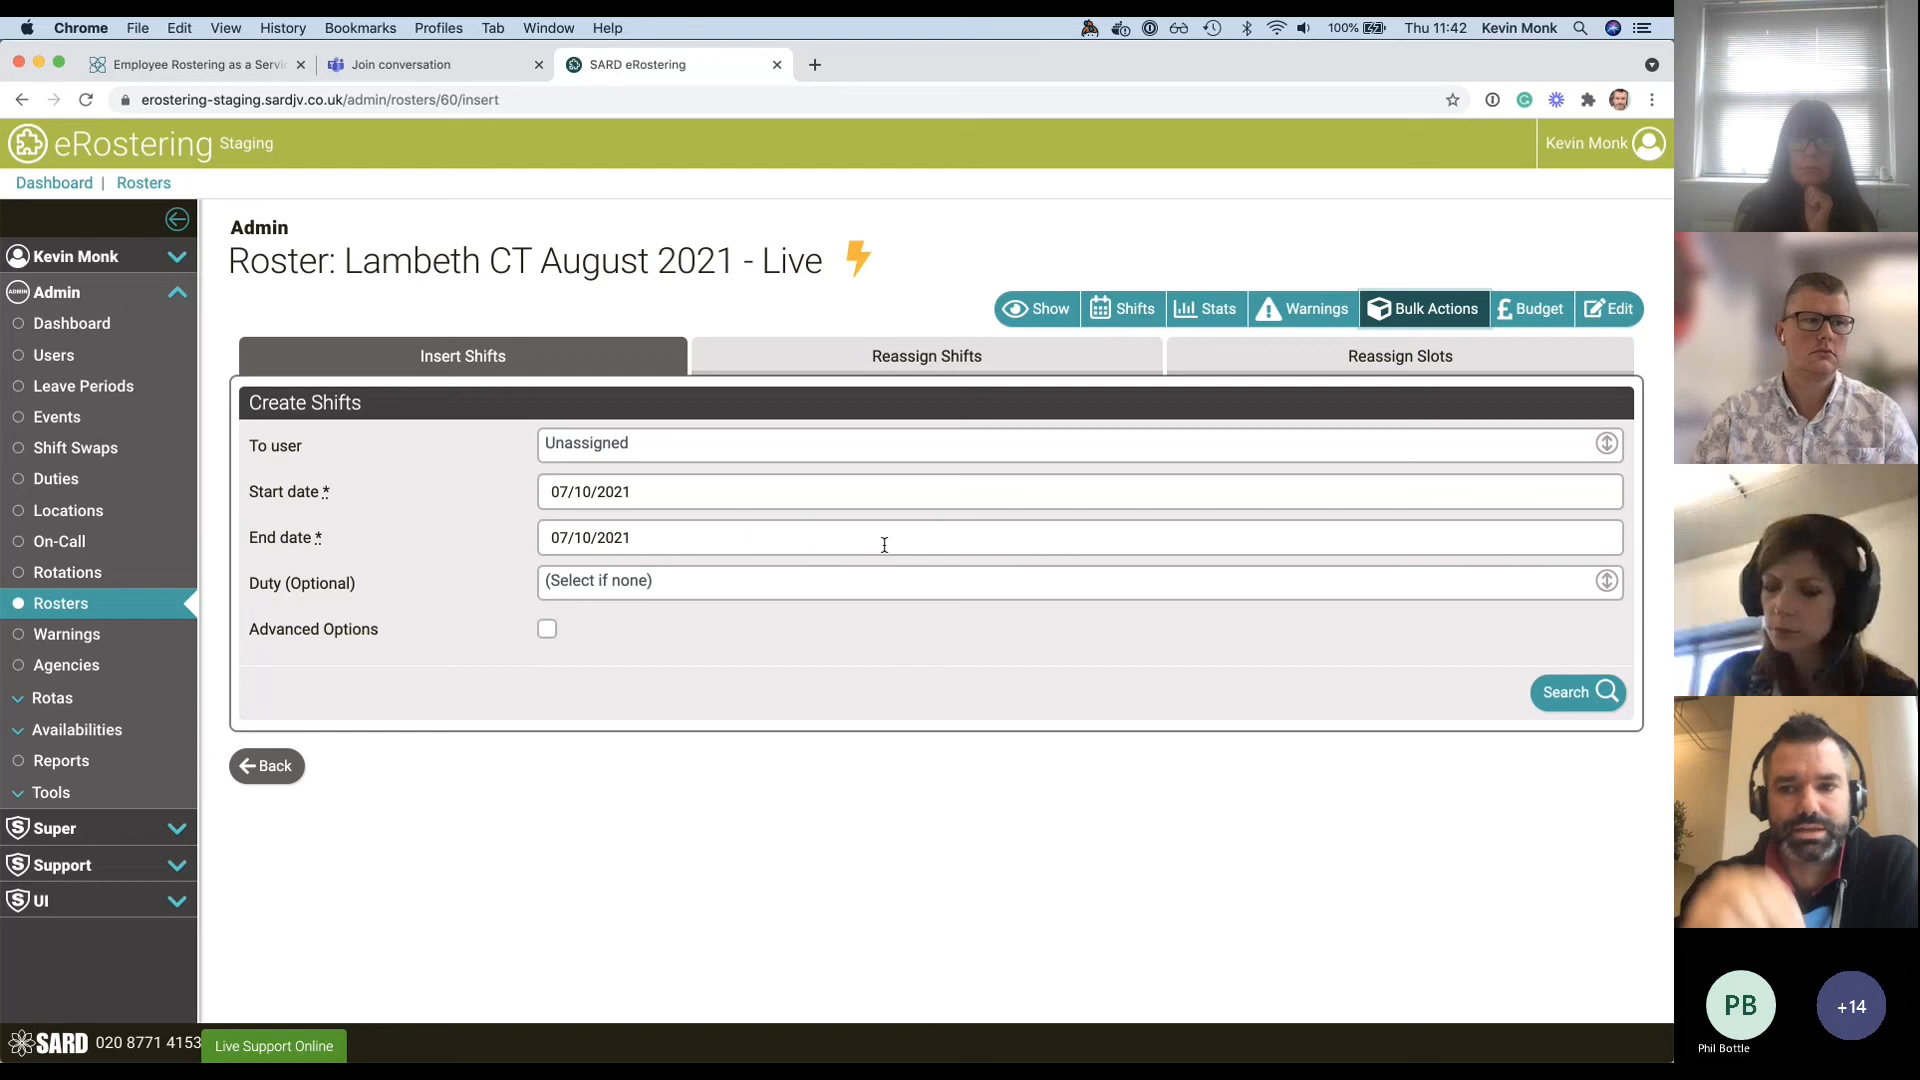 Chrome File Edit View History Bookmarks Profiles Tab Window Help 100% Thu 11:42 Kevin Monk
Employee Rostering as a Servic
Join conversation
SARD eRostering
erostering-staging.sardjv.co.uk/admin/rosters/60/insert
eRostering Staging
Kevin Monk
Dashboard | Rosters
Kevin Monk
Admin
Dashboard
Users
Leave Periods
Events
Shift Swaps
Duties
Locations
On-Call
Rotations
Rosters
Warnings
Agencies
Rotas
Availabilities
Reports
Tools
Super
Support
UI
Admin
Roster: Lambeth CT August 2021 - Live
Show Shifts Stats Warnings Bulk Actions Budget Edit
Insert Shifts Reassign Shifts Reassign Slots
Create Shifts
To user Unassigned
Start date * 07/10/2021
End date * 07/10/2021
Duty (Optional) (Select if none)
Advanced Options
Search
Back
SARD 020 8771 4153
Live Support Online
PB
Phil Bottle
+14